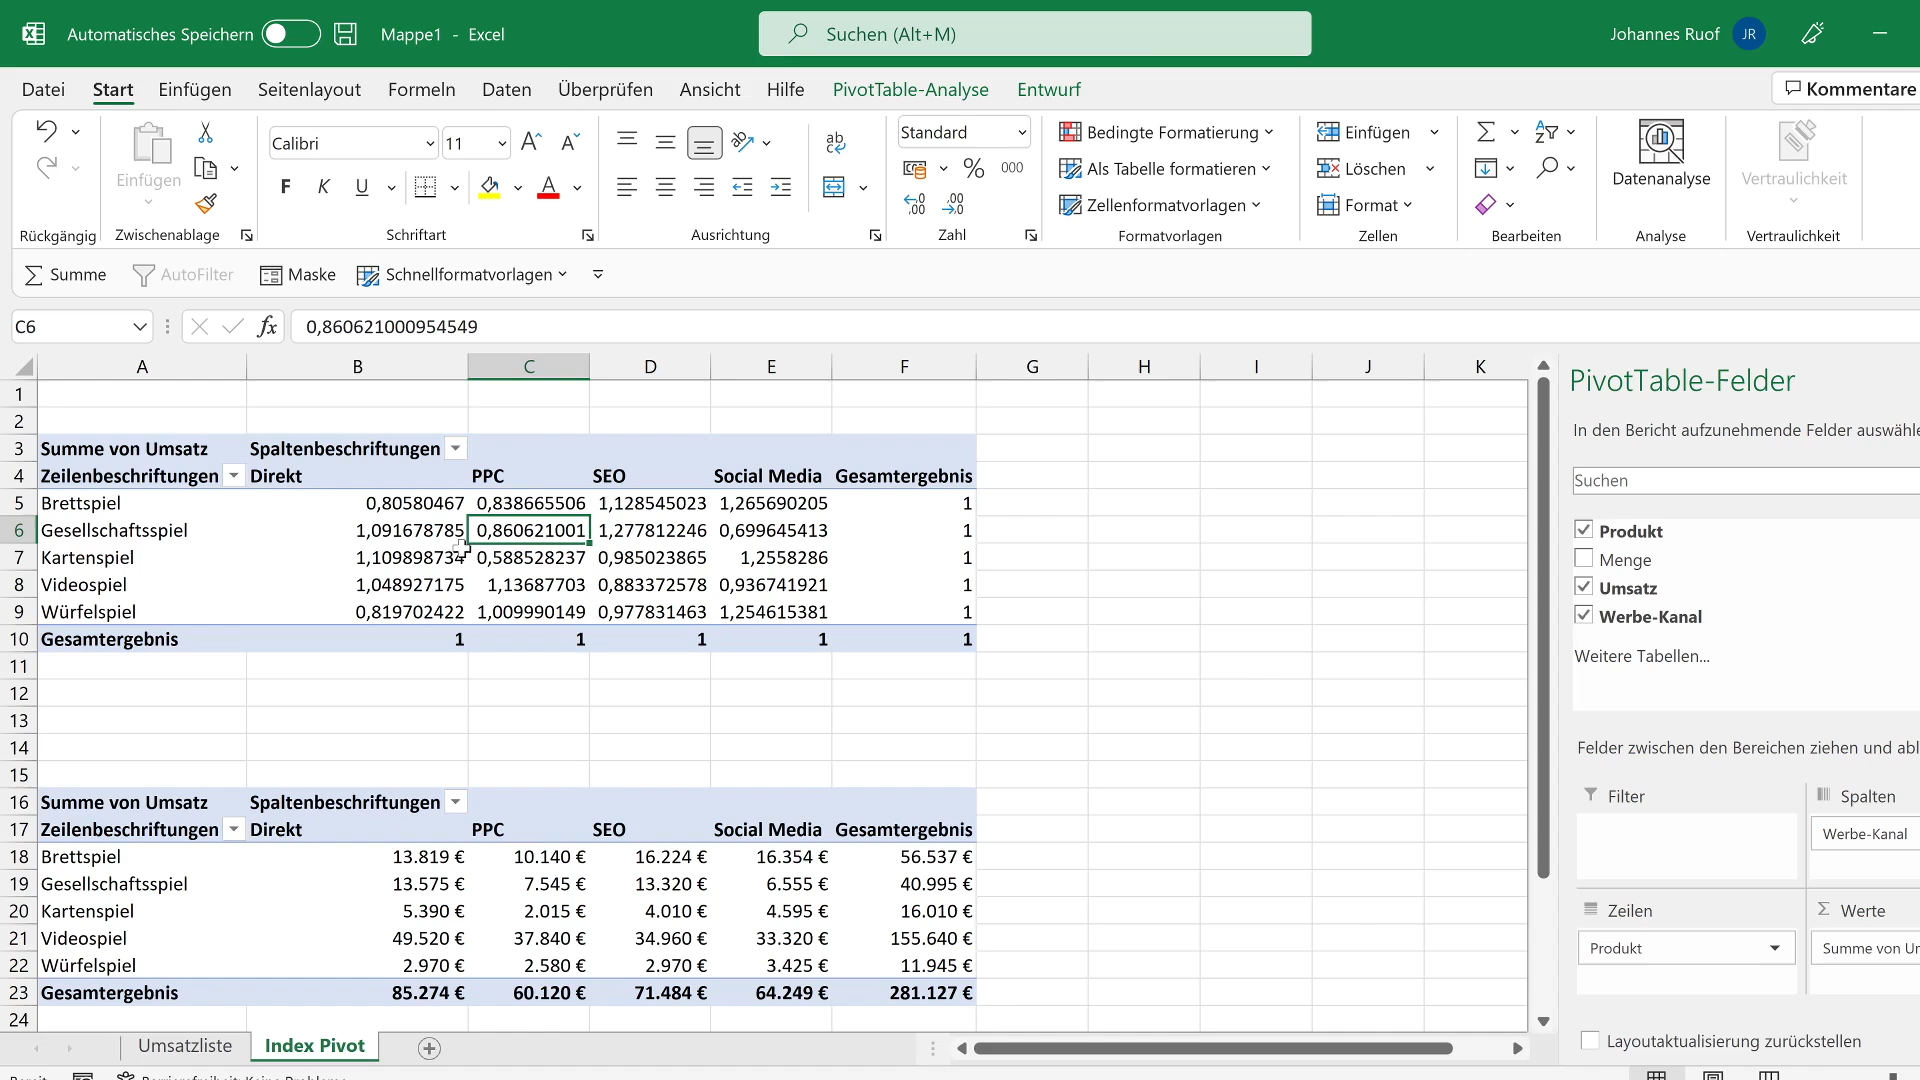 Automatisches Speichern Mappe1 - Excel Suchen (Alt+M) Johannes Ruof JR
Datei Start Einfügen Seitenlayout Formeln Daten Überprüfen Ansicht Hilfe PivotTable-Analyse Entwurf Kommentare
Einfügen
Calibri 11
F K U
Standard
% 000
Bedingte Formatierung
Als Tabelle formatieren
Zellenformatvorlagen
Einfügen
Löschen
Format
Datenanalyse
Vertraulichkeit
Rückgängig Zwischenablage Schriftart Ausrichtung Zahl Formatvorlagen Zellen Bearbeiten Analyse Vertraulichkeit
Summe AutoFilter Maske Schnellformatvorlagen
C6 fx 0,860621000954549
A B C D E F G H I J K
1
2
3 Summe von Umsatz Spaltenbeschriftungen
4 Zeilenbeschriftungen Direkt PPC SEO Social Media Gesamtergebnis
5 Brettspiel 0,80580467 0,838665506 1,128545023 1,265690205 1
6 Gesellschaftsspiel 1,091678785 0,860621001 1,277812246 0,699645413 1
7 Kartenspiel 1,109898734 0,588528237 0,985023865 1,2558286 1
8 Videospiel 1,048927175 1,13687703 0,883372578 0,936741921 1
9 Würfelspiel 0,819702422 1,009990149 0,977831463 1,254615381 1
10 Gesamtergebnis 1 1 1 1 1
11
12
13
14
15
16 Summe von Umsatz Spaltenbeschriftungen
17 Zeilenbeschriftungen Direkt PPC SEO Social Media Gesamtergebnis
18 Brettspiel 13.819 € 10.140 € 16.224 € 16.354 € 56.537 €
19 Gesellschaftsspiel 13.575 € 7.545 € 13.320 € 6.555 € 40.995 €
20 Kartenspiel 5.390 € 2.015 € 4.010 € 4.595 € 16.010 €
21 Videospiel 49.520 € 37.840 € 34.960 € 33.320 € 155.640 €
22 Würfelspiel 2.970 € 2.580 € 2.970 € 3.425 € 11.945 €
23 Gesamtergebnis 85.274 € 60.120 € 71.484 € 64.249 € 281.127 €
24
Umsatzliste Index Pivot
PivotTable-Felder
In den Bericht aufzunehmende Felder auswähle
Suchen
Produkt
Menge
Umsatz
Werbe-Kanal
Weitere Tabellen...
Felder zwischen den Bereichen ziehen und abl
Filter Spalten
Werbe-Kanal
Zeilen Σ Werte
Produkt Summe von Um
Layoutaktualisierung zurückstellen